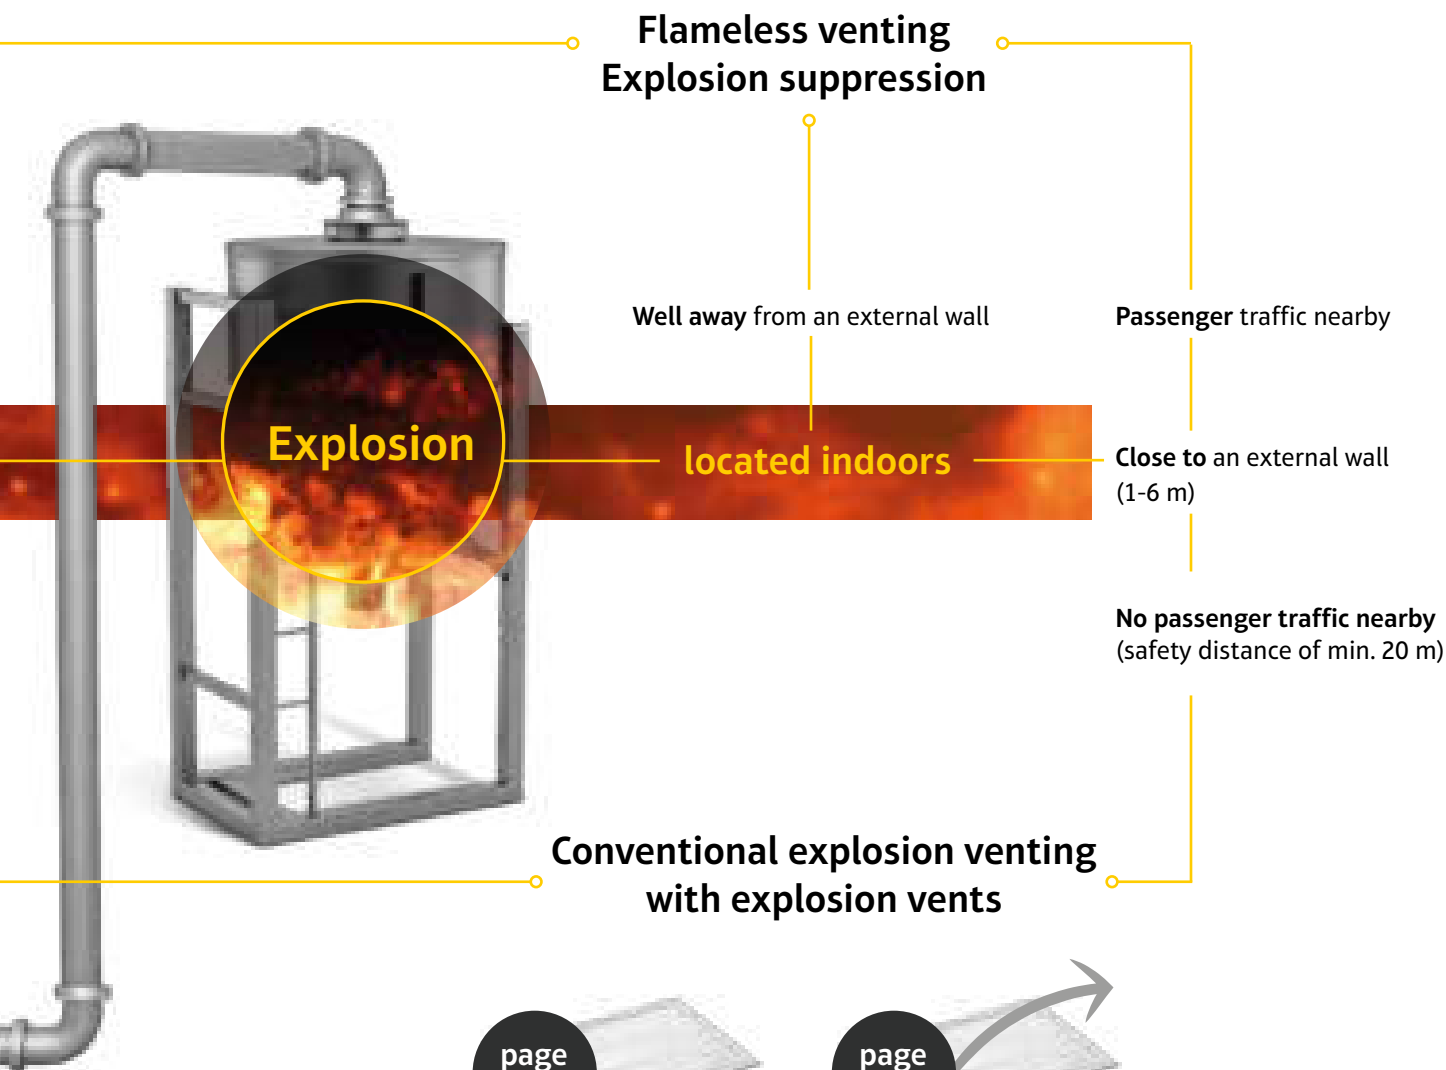 Flameless venting
Explosion suppression
Well away from an external wall
Passenger traffic nearby
Explosion
located indoors
Close to an external wall
(1-6 m)
No passenger traffic nearby
(safety distance of min. 20 m)
Conventional explosion venting
with explosion vents
page
page